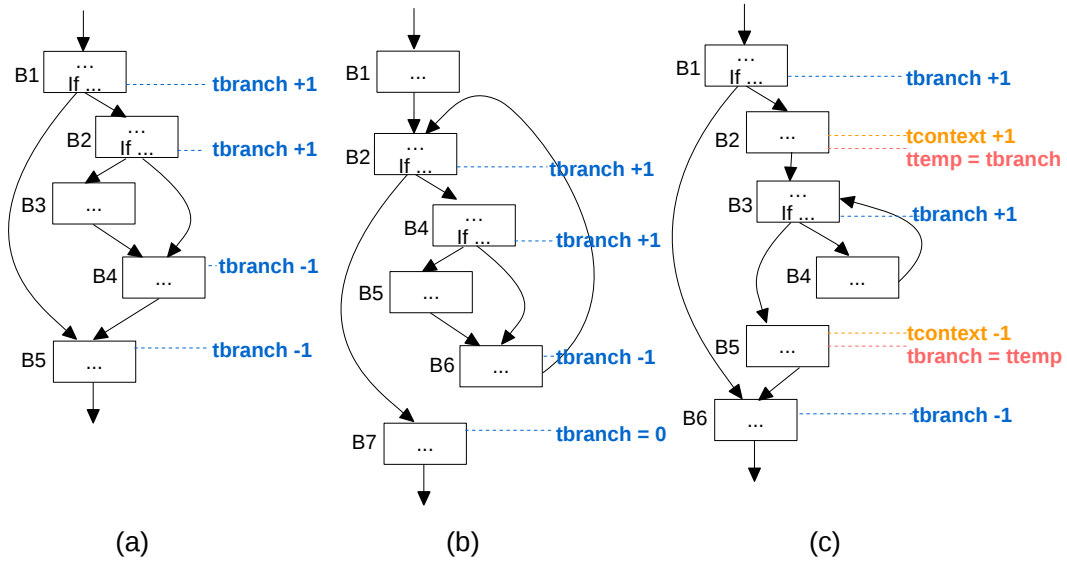 B1
...
If ...
tbranch +1
B2
...
If ...
tbranch +1
B3
...
B4
...
tbranch -1
B5
...
tbranch -1
(a)
B1
...
B2
...
If ...
tbranch +1
B4
...
If ...
tbranch +1
B5
...
B6
...
tbranch -1
B7
...
tbranch = 0
(b)
B1
...
If ...
tbranch +1
B2
...
tcontext +1
ttemp = tbranch
B3
...
If ...
tbranch +1
B4
...
B5
...
tcontext -1
tbranch = ttemp
B6
...
tbranch -1
(c)